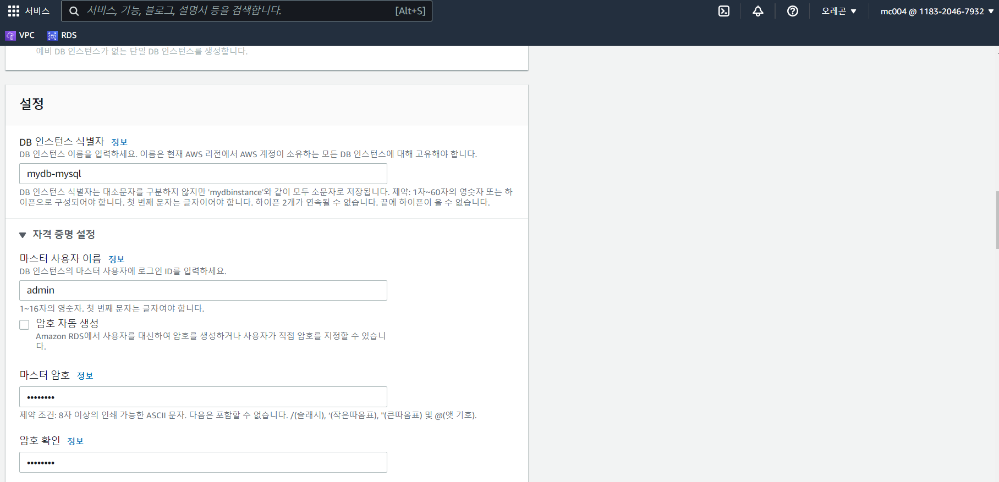 서비스
서비스, 기능, 블로그, 설명서 등을 검색합니다.
[Alt+S]
오레곤 ▼
mc004 @ 1183-2046-7932 ▼
VPC
RDS
예비 DB 인스턴스가 없는 단일 DB 인스턴스를 생성합니다.
설정
DB 인스턴스 식별자 정보
DB 인스턴스 이름을 입력하세요. 이름은 현재 AWS 리전에서 AWS 계정이 소유하는 모든 DB 인스턴스에 대해 고유해야 합니다.
mydb-mysql
DB 인스턴스 식별자는 대소문자를 구분하지 않지만 'mydbinstance'와 같이 모두 소문자로 저장됩니다. 제약: 1자~60자의 영숫자 또는 하
이픈으로 구성되어야 합니다. 첫 번째 문자는 글자이어야 합니다. 하이픈 2개가 연속될 수 없습니다. 끝에 하이픈이 올 수 없습니다.
▼ 자격 증명 설정
마스터 사용자 이름 정보
DB 인스턴스의 마스터 사용자에 로그인 ID를 입력하세요.
admin
1~16자의 영숫자. 첫 번째 문자는 글자여야 합니다.
암호 자동 생성
Amazon RDS에서 사용자를 대신하여 암호를 생성하거나 사용자가 직접 암호를 지정할 수 있습니
다.
마스터 암호 정보
••••••••
제약 조건: 8자 이상의 인쇄 가능한 ASCII 문자. 다음은 포함할 수 없습니다. /(슬래시), '(작은따옴표), "(큰따옴표) 및 @(앳 기호).
암호 확인 정보
••••••••